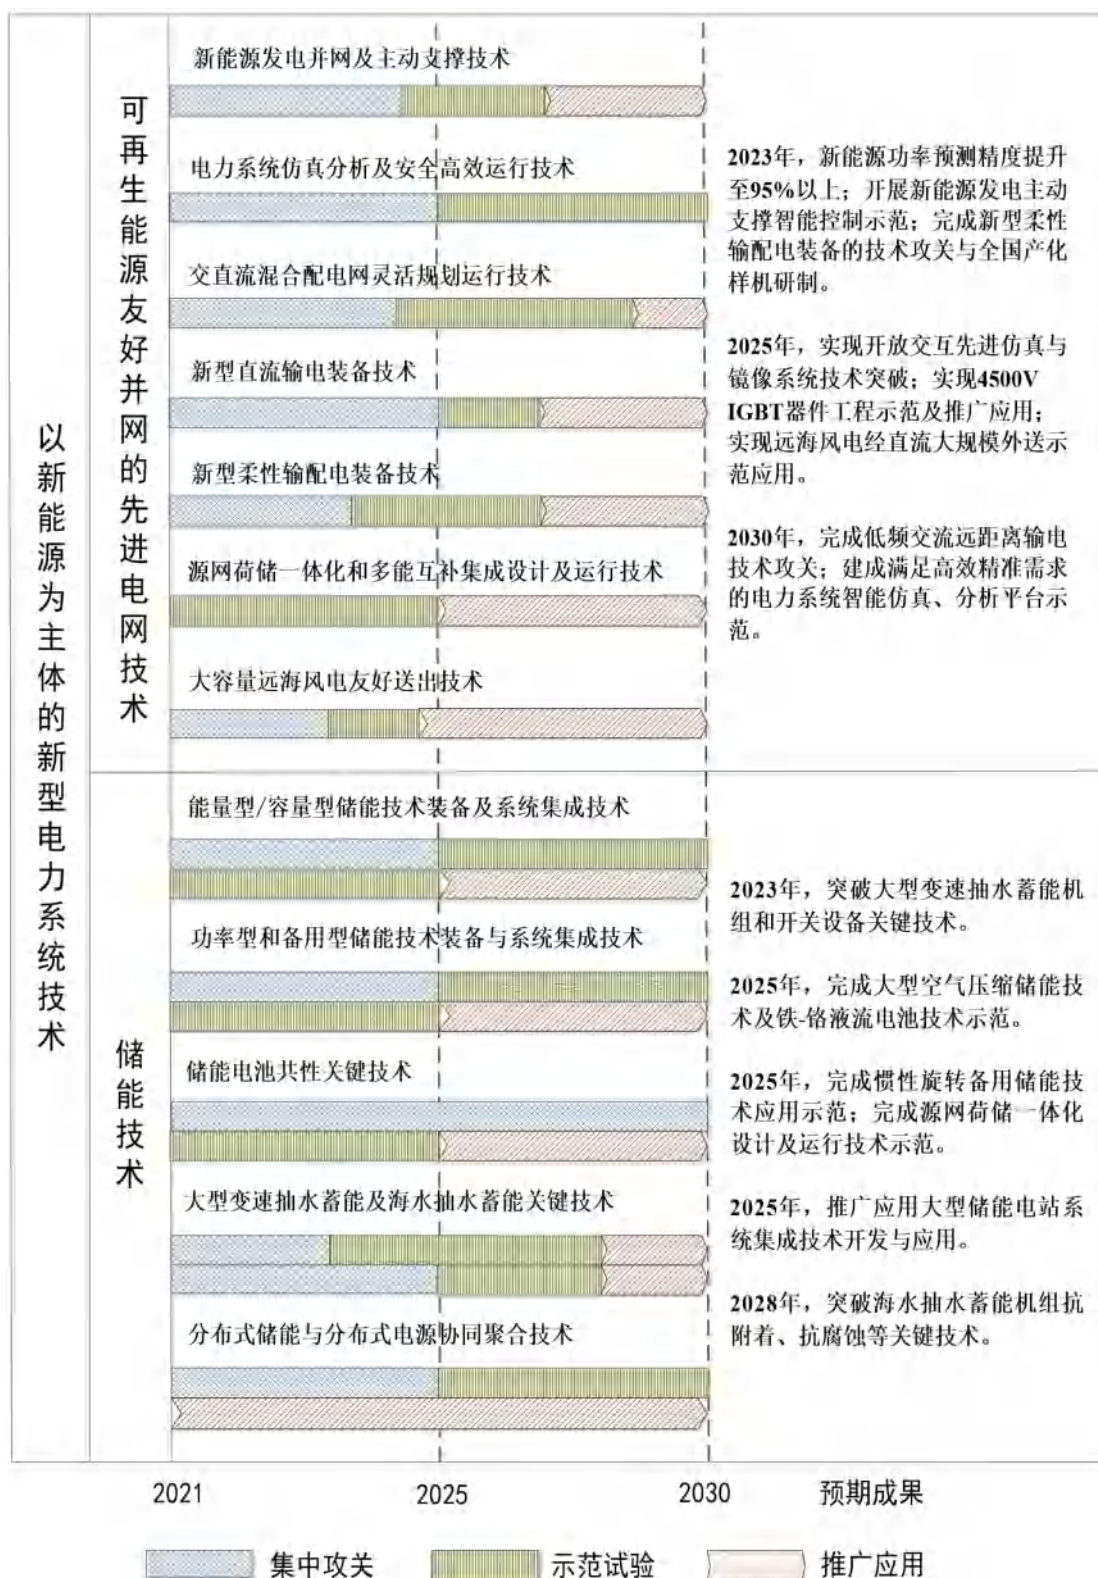 以新能源为主体的新型电力系统技术
可再生能源友好并网的先进电网技术
新能源发电并网及主动支撑技术
电力系统仿真分析及安全高效运行技术
交直流混合配电网灵活规划运行技术
新型直流输电装备技术
新型柔性输配电装备技术
源网荷储一体化和多能互补集成设计及运行技术
大容量远海风电友好送出技术
2023年，新能源功率预测精度提升
至95%以上；开展新能源发电主动
支撑智能控制示范；完成新型柔性
输配电装备的技术攻关与全国产化
样机研制。
2025年，实现开放交互先进仿真与
镜像系统技术突破；实现4500V
IGBT器件工程示范及推广应用；
实现远海风电经直流大规模外送示
范应用。
2030年，完成低频交流远距离输电
技术攻关；建成满足高效精准需求
的电力系统智能仿真、分析平台示
范。
储能技术
能量型/容量型储能技术装备及系统集成技术
功率型和备用型储能技术装备与系统集成技术
储能电池共性关键技术
大型变速抽水蓄能及海水抽水蓄能关键技术
分布式储能与分布式电源协同聚合技术
2023年，突破大型变速抽水蓄能机
组和开关设备关键技术。
2025年，完成大型空气压缩储能技
术及铁-铬液流电池技术示范。
2025年，完成惯性旋转备用储能技
术应用示范；完成源网荷储一体化
设计及运行技术示范。
2025年，推广应用大型储能电站系
统集成技术开发与应用。
2028年，突破海水抽水蓄能机组抗
附着、抗腐蚀等关键技术。
2021 2025 2030 预期成果
集中攻关 示范试验 推广应用